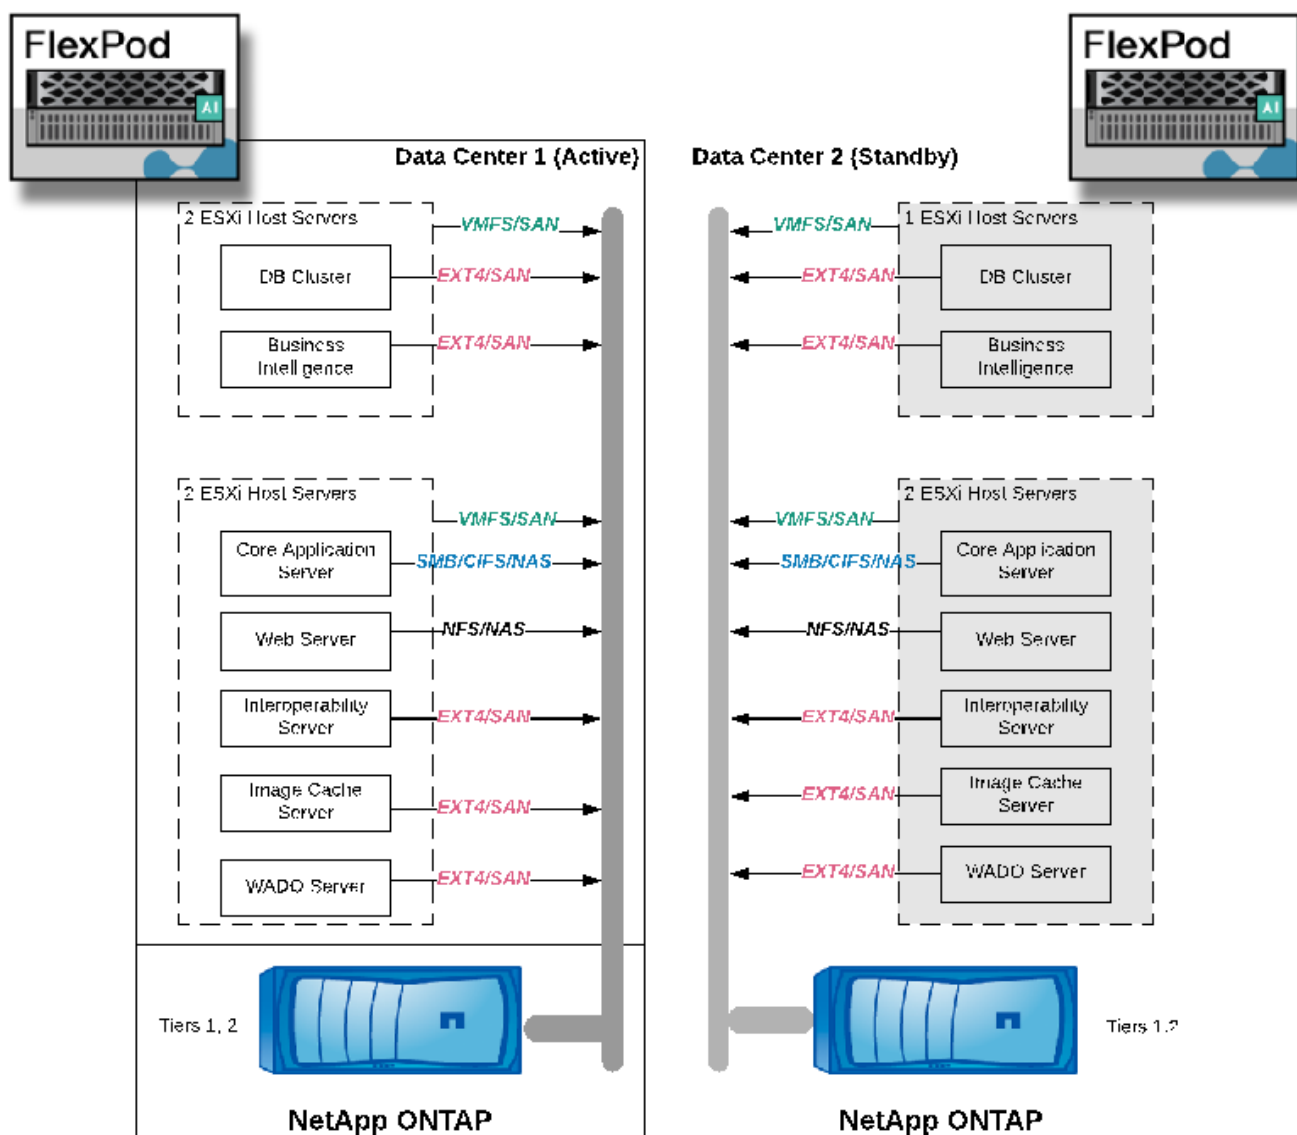 FlexPod
AI
FlexPod
AI
Data Center 1 (Active)
Data Center 2 (Standby)
2 ESXi Host Servers
VMFS/SAN
DB Cluster
EXT4/SAN
Business
Intelligence
EXT4/SAN
2 ESXi Host Servers
VMFS/SAN
Core Application
Server
SMB/CIFS/NAS
Web Server
NFS/NAS
Interoperability
Server
EXT4/SAN
Image Cache
Server
EXT4/SAN
WADO Server
EXT4/SAN
Tiers 1, 2
NetApp ONTAP
1 ESXi Host Servers
VMFS/SAN
DB Cluster
EXT4/SAN
Business
Intelligence
EXT4/SAN
2 ESXi Host Servers
VMFS/SAN
Core Application
Server
SMB/CIFS/NAS
Web Server
NFS/NAS
Interoperability
Server
EXT4/SAN
Image Cache
Server
EXT4/SAN
WADO Server
EXT4/SAN
Tiers 1,2
NetApp ONTAP